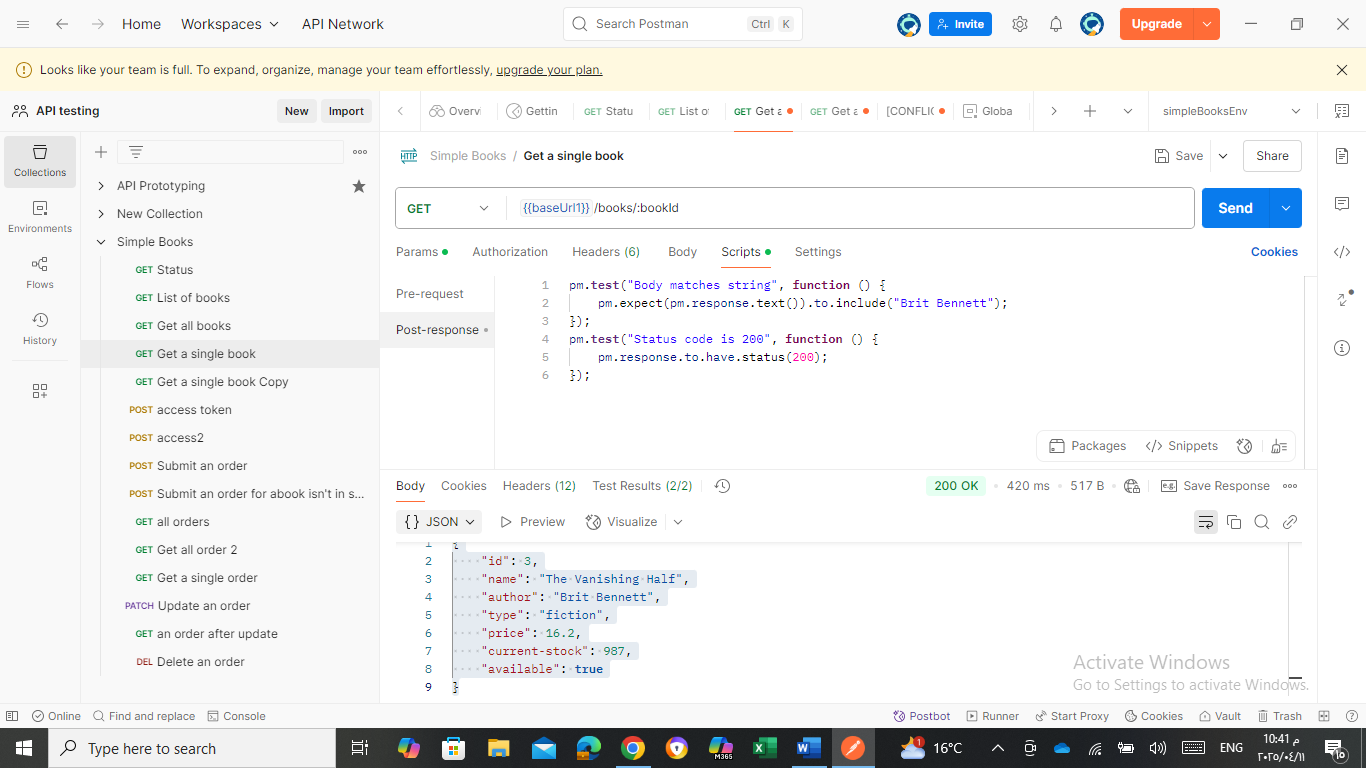 Home Workspaces API Network Search Postman Ctrl K Invite Upgrade
Looks like your team is full. To expand, organize, manage your team effortlessly, upgrade your plan.
API testing New Import
Overvi Gettin GET Statu GET List of GET Get a GET Get a [CONFLIC Globa simpleBooksEnv
Collections
Environments
Flows
History
API Prototyping
New Collection
Simple Books
GET Status
GET List of books
GET Get all books
GET Get a single book
GET Get a single book Copy
POST access token
POST access2
POST Submit an order
POST Submit an order for abook isn't in s...
GET all orders
GET Get all order 2
GET Get a single order
PATCH Update an order
GET an order after update
DEL Delete an order
HTTP Simple Books / Get a single book Save Share
GET {{baseUrl1}} /books/:bookId Send
Params Authorization Headers (6) Body Scripts Settings Cookies
Pre-request
Post-response
1 pm.test("Body matches string", function () {
2 pm.expect(pm.response.text()).to.include("Brit Bennett");
3 });
4 pm.test("Status code is 200", function () {
5 pm.response.to.have.status(200);
6 });
Packages Snippets
Body Cookies Headers (12) Test Results (2/2) 200 OK 420 ms 517 B e.g. Save Response
{} JSON Preview Visualize
1 {
2 "id": 3,
3 "name": "The Vanishing Half",
4 "author": "Brit Bennett",
5 "type": "fiction",
6 "price": 16.2,
7 "current-stock": 987,
8 "available": true
9 }
Activate Windows
Go to Settings to activate Windows.
Online Find and replace Console Postbot Runner Start Proxy Cookies Vault Trash
Type here to search M365 1 16°C ENG 10:41 م
٢٠٢٥/٠٤/١١ 15